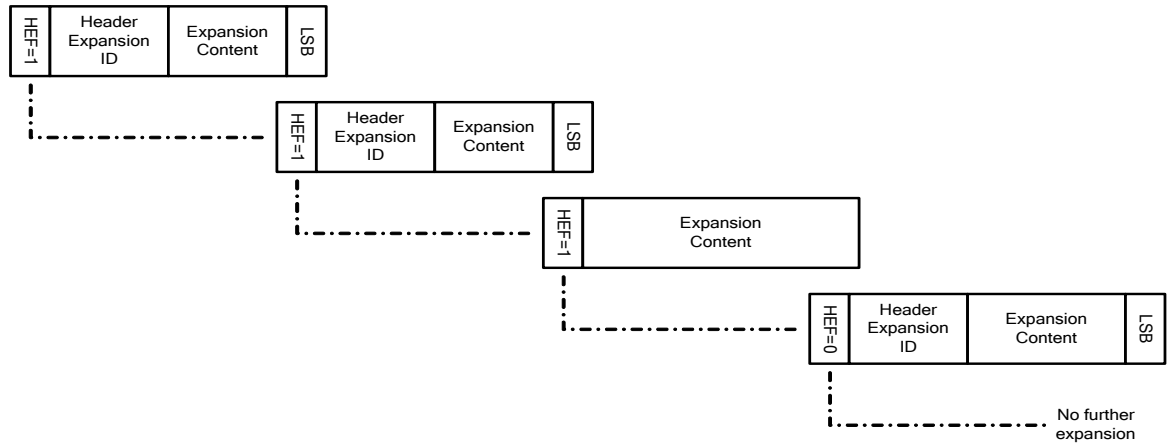 HEF=1
Header
Expansion
ID
Expansion
Content
LSB
HEF=1
Header
Expansion
ID
Expansion
Content
LSB
HEF=1
Expansion
Content
HEF=0
Header
Expansion
ID
Expansion
Content
LSB
No further
expansion